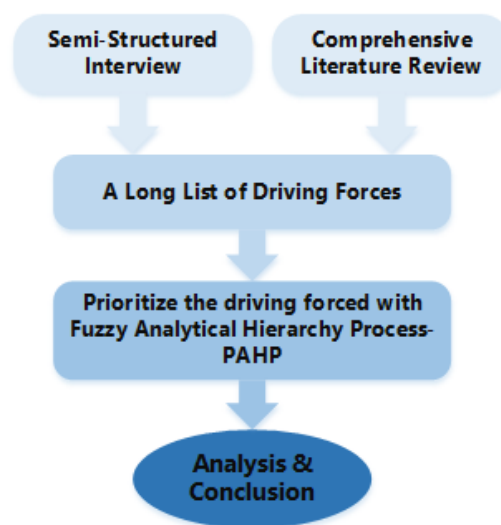 Semi-Structured
Interview
Comprehensive
Literature Review
A Long List of Driving Forces
Prioritize the driving forced with
Fuzzy Analytical Hierarchy Process-
PAHP
Analysis &
Conclusion